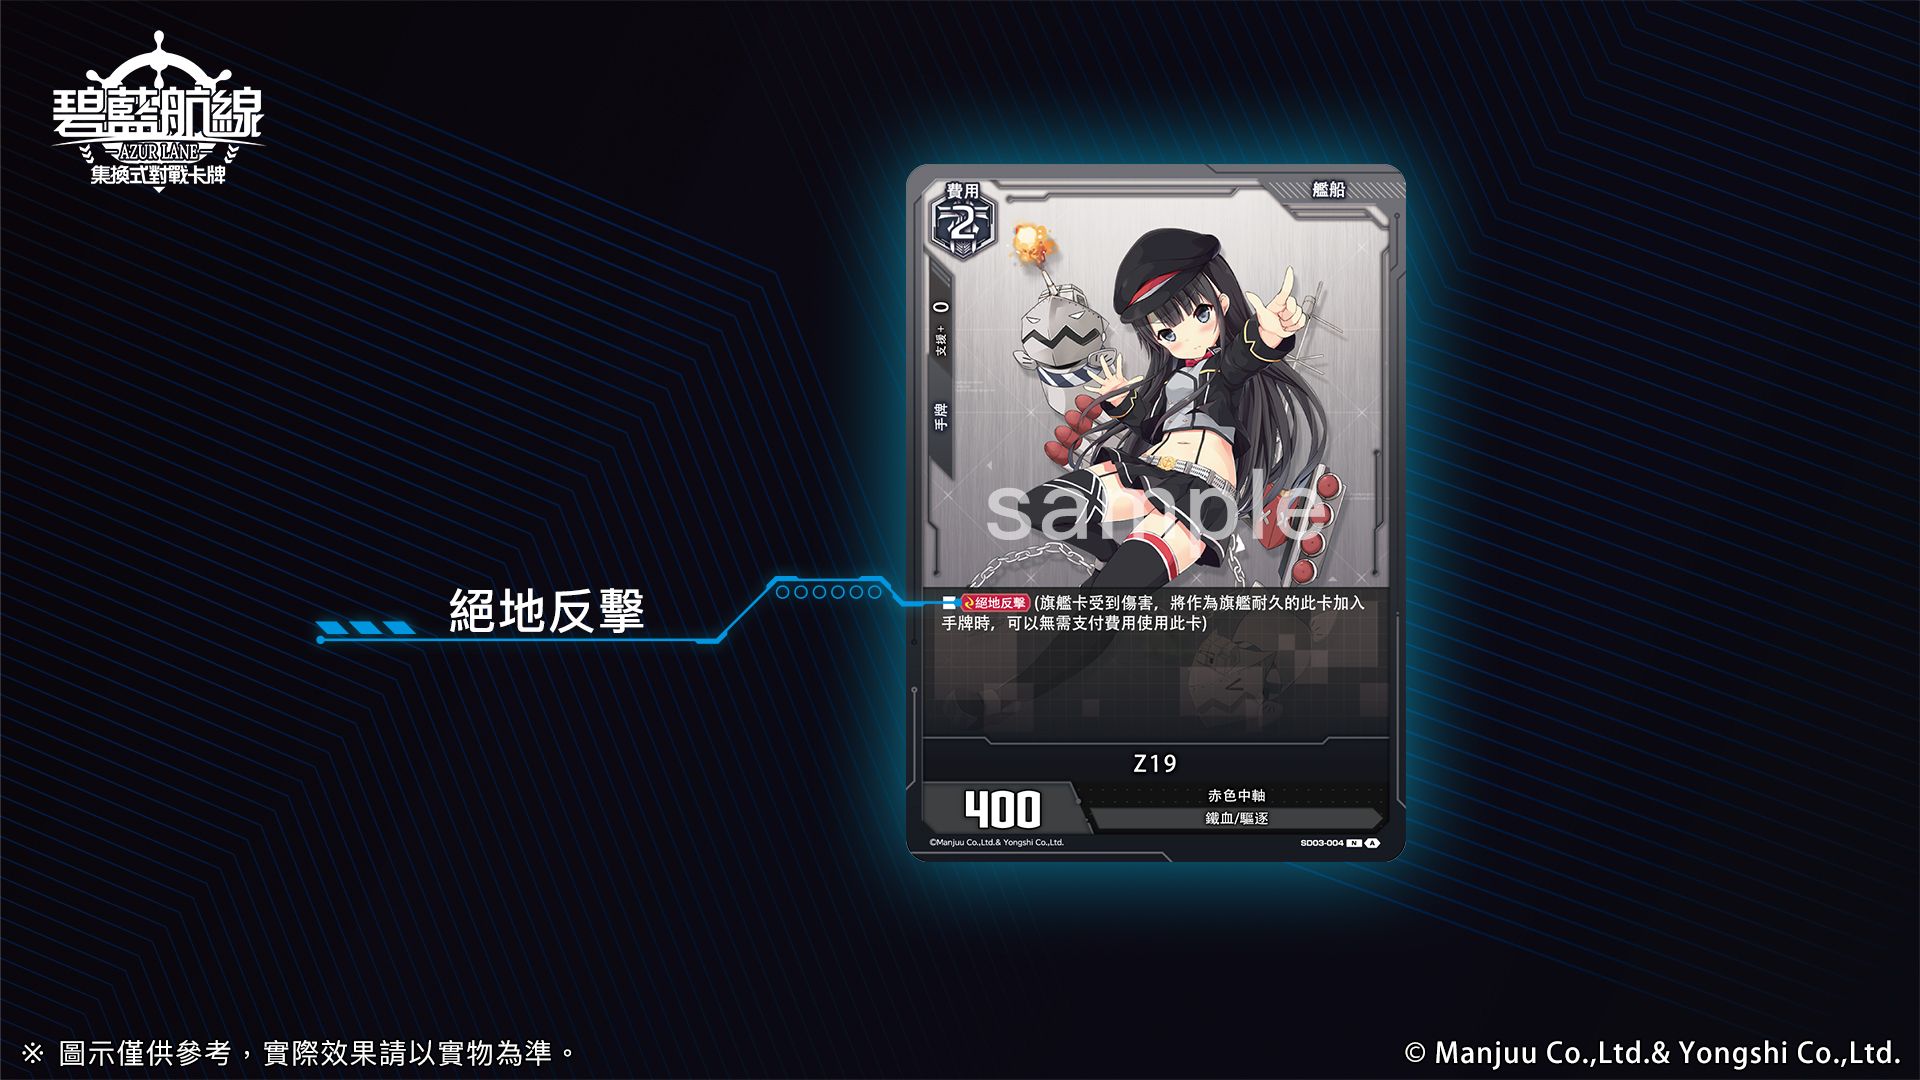 碧藍航線
AZUR LANE
集換式對戰卡牌
費用
2
艦船
支援+ 0
手牌
sample
絕地反擊
絕地反擊 (旗艦卡受到傷害，將作為旗艦耐久的此卡加入
手牌時，可以無需支付費用使用此卡)
Z19
400
赤色中軸
鐵血/驅逐
©Manjuu Co.,Ltd.& Yongshi Co.,Ltd.
SD03-004 N A
※ 圖示僅供參考，實際效果請以實物為準。
© Manjuu Co.,Ltd.& Yongshi Co.,Ltd.